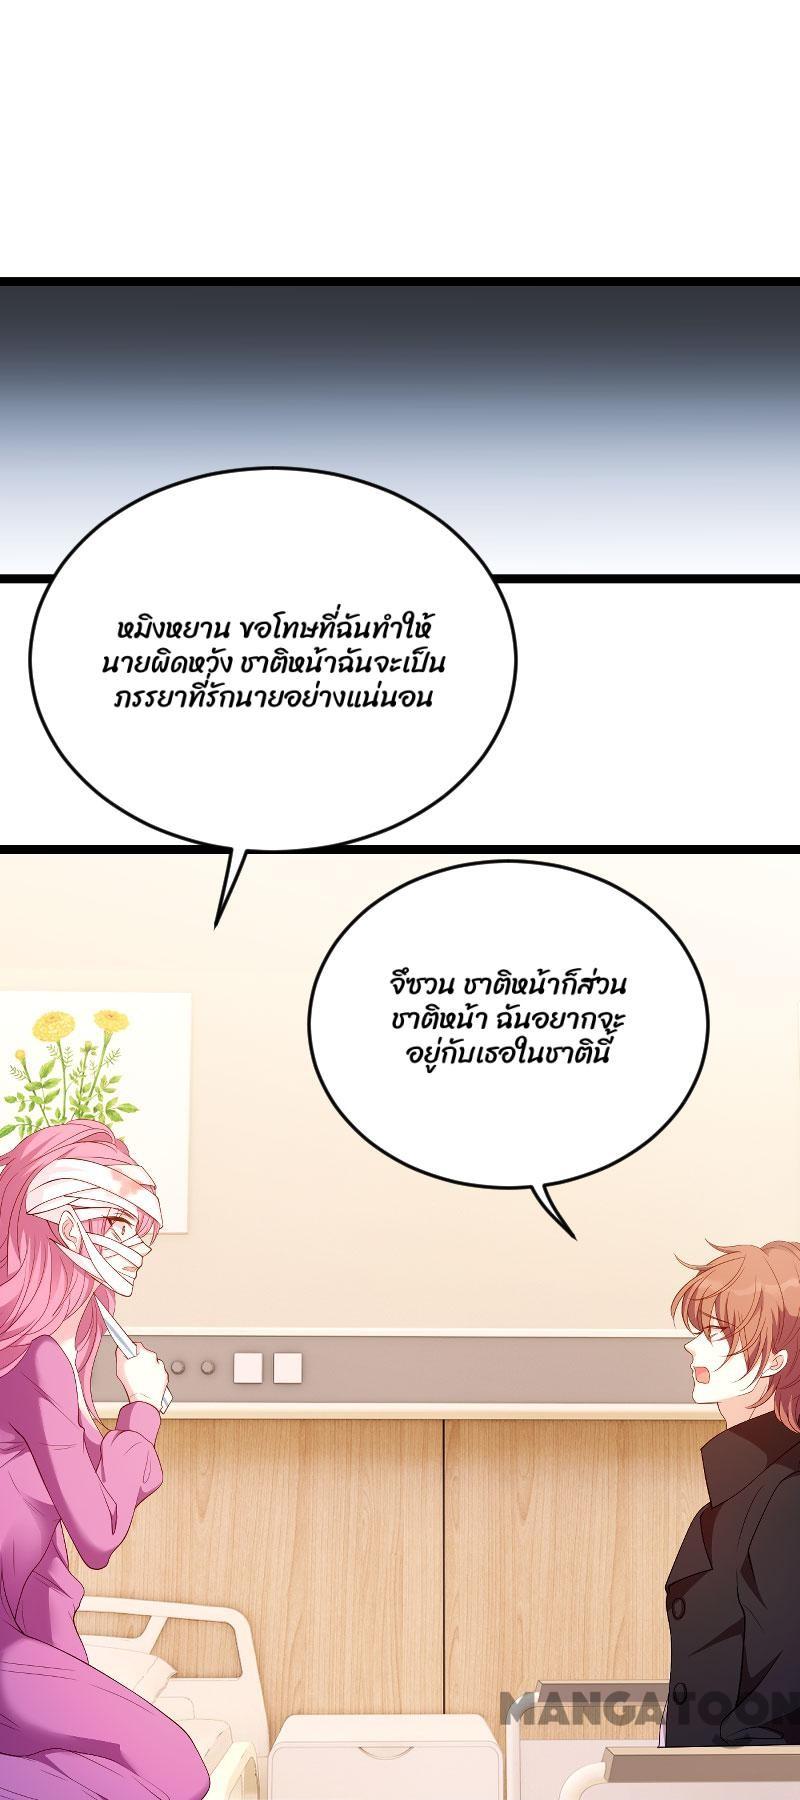 หมิงหยาน ขอโทษที่ฉันทำให้
นายผิดหวัง ชาติหน้าฉันจะเป็น
ภรรยาที่รักนายอย่างแน่นอน
จึซวน ชาติหน้าก็ส่วน
ชาติหน้า ฉันอยากจะ
อยู่กับเธอในชาตินี้
MANGATOON